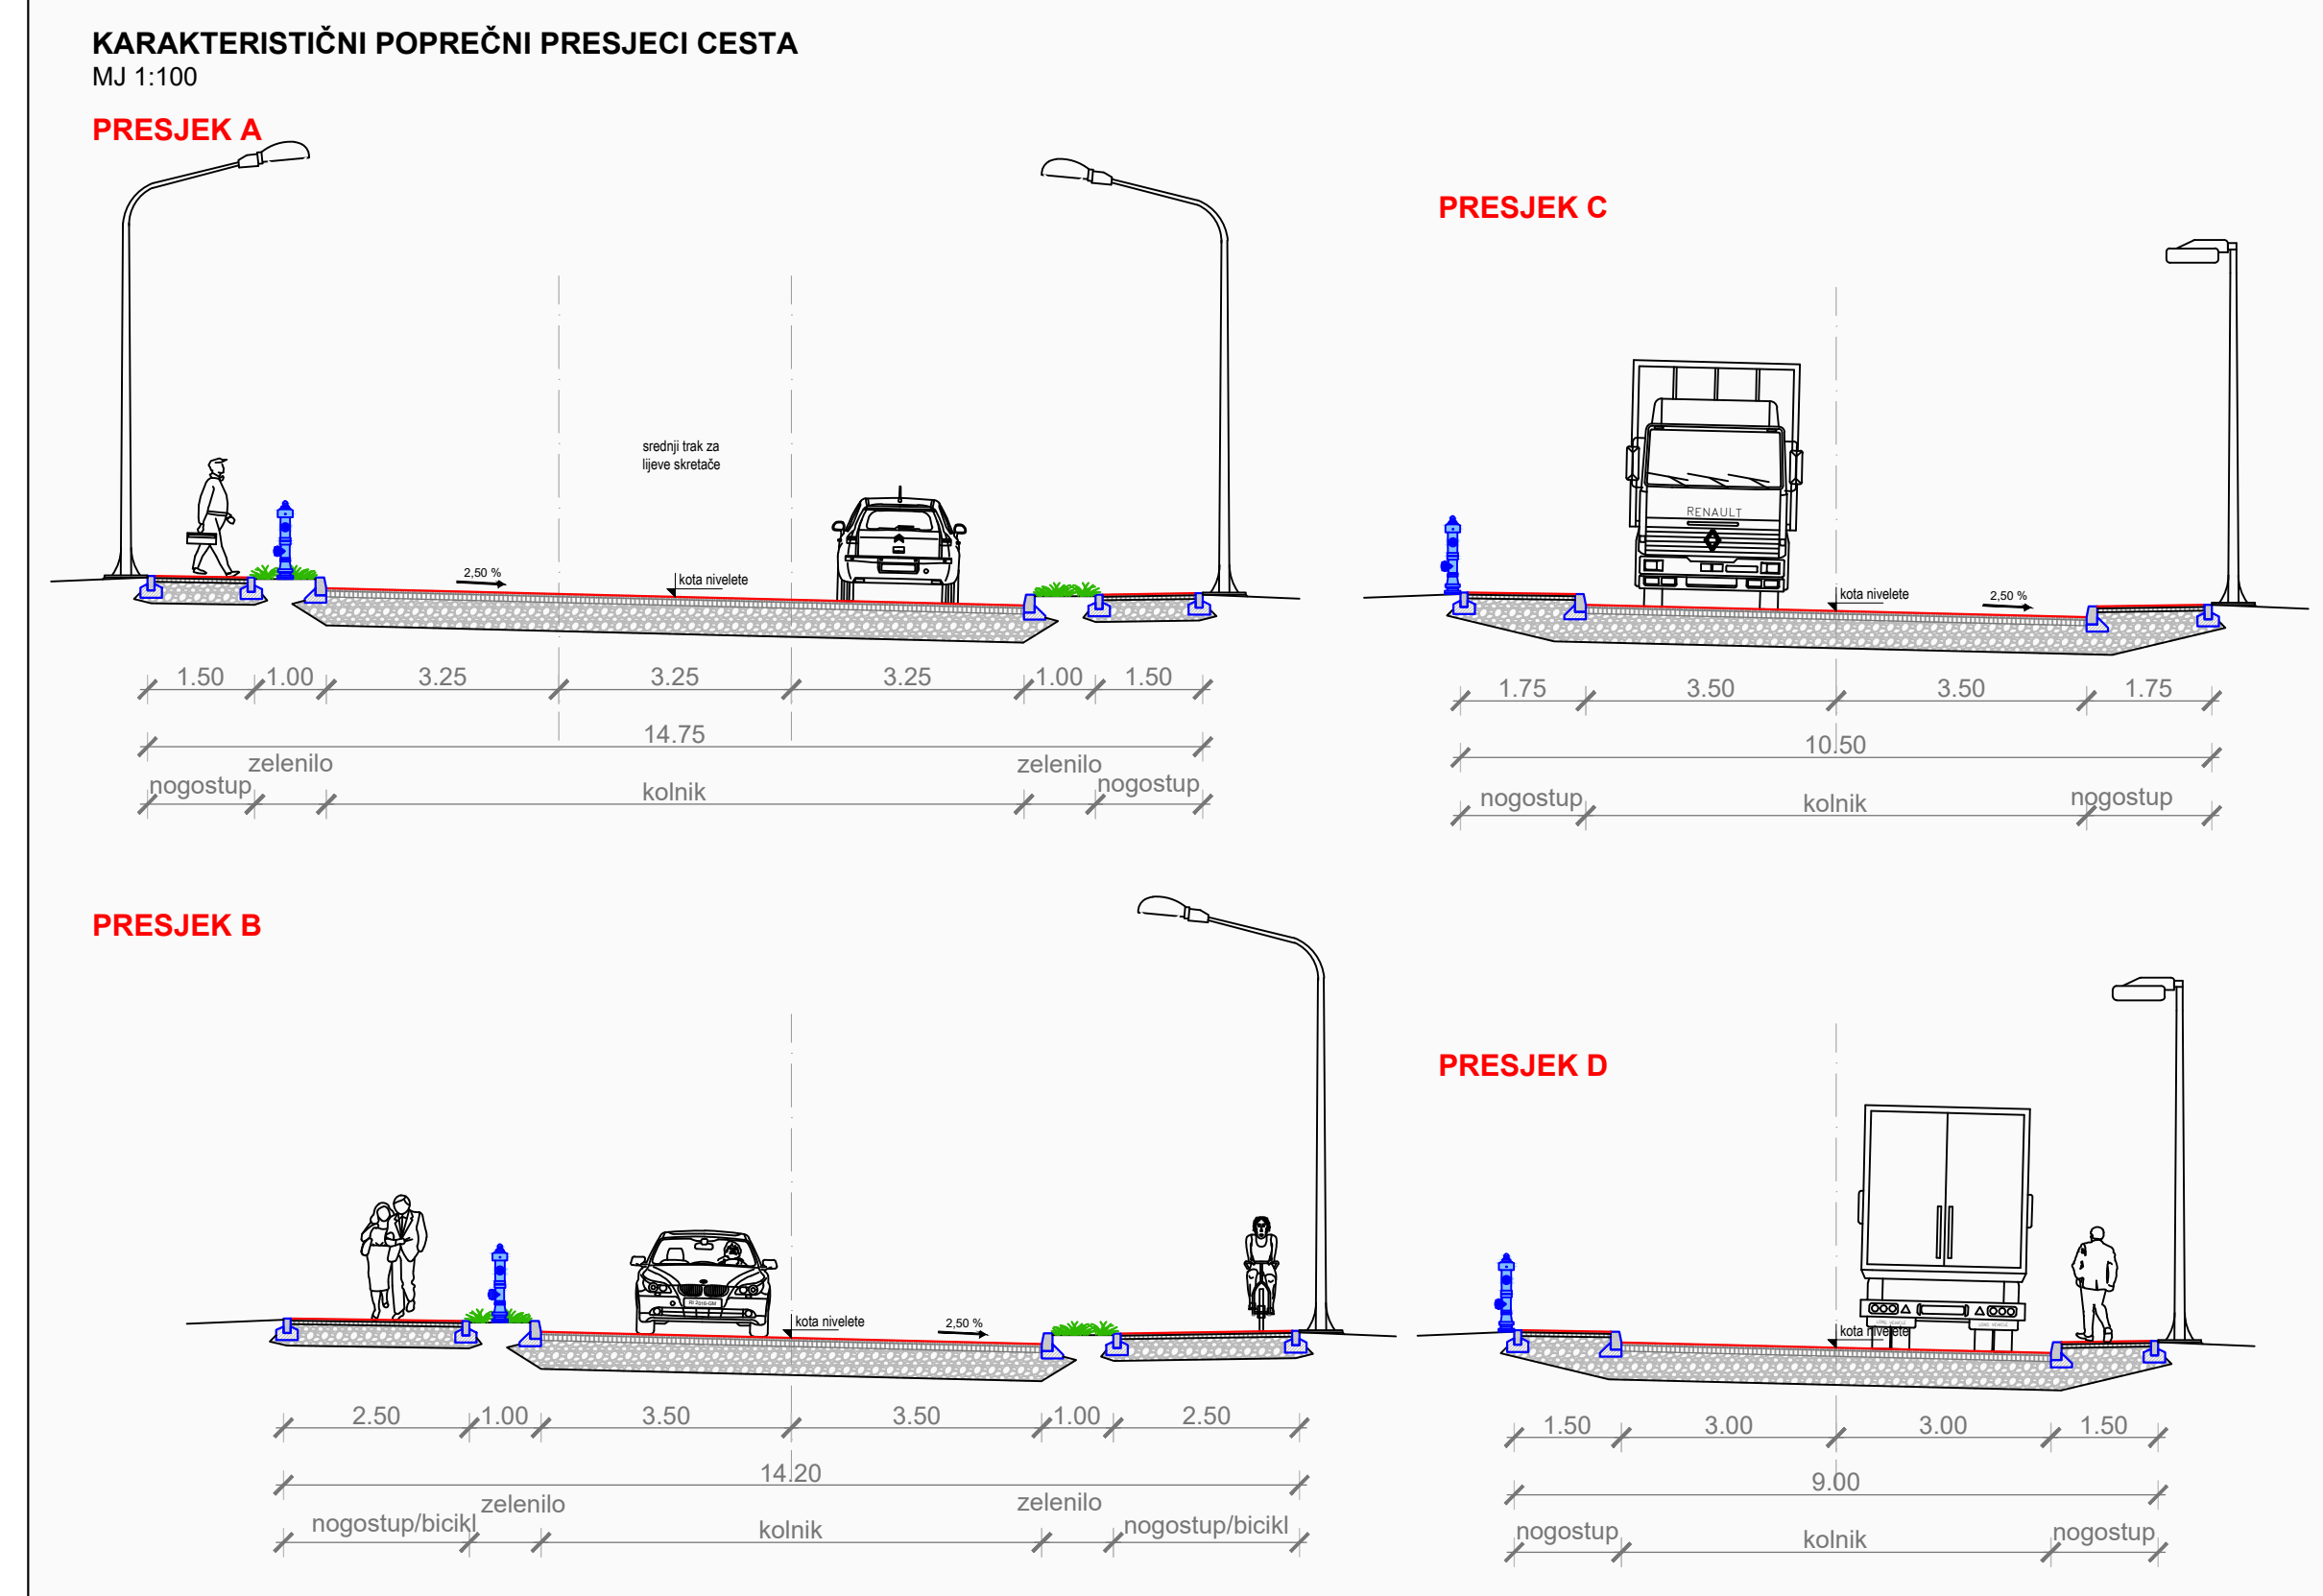 KARAKTERISTIČNI POPREČNI PRESJECI CESTA
MJ 1:100
PRESJEK A
srednji trak za
lijeve skretače
2,50 %
kota nivelete
1.50 1.00 3.25 3.25 3.25 1.00 1.50
14.75
zelenilo zelenilo
nogostup kolnik nogostup
PRESJEK C
RENAULT
kota nivelete
2,50 %
1.75 3.50 3.50 1.75
10.50
nogostup kolnik nogostup
PRESJEK B
kota nivelete
2,50 %
2.50 1.00 3.50 3.50 1.00 2.50
14.20
zelenilo zelenilo
nogostup/bicikl kolnik nogostup/bicikl
PRESJEK D
kota nivelete
1.50 3.00 3.00 1.50
9.00
nogostup kolnik nogostup